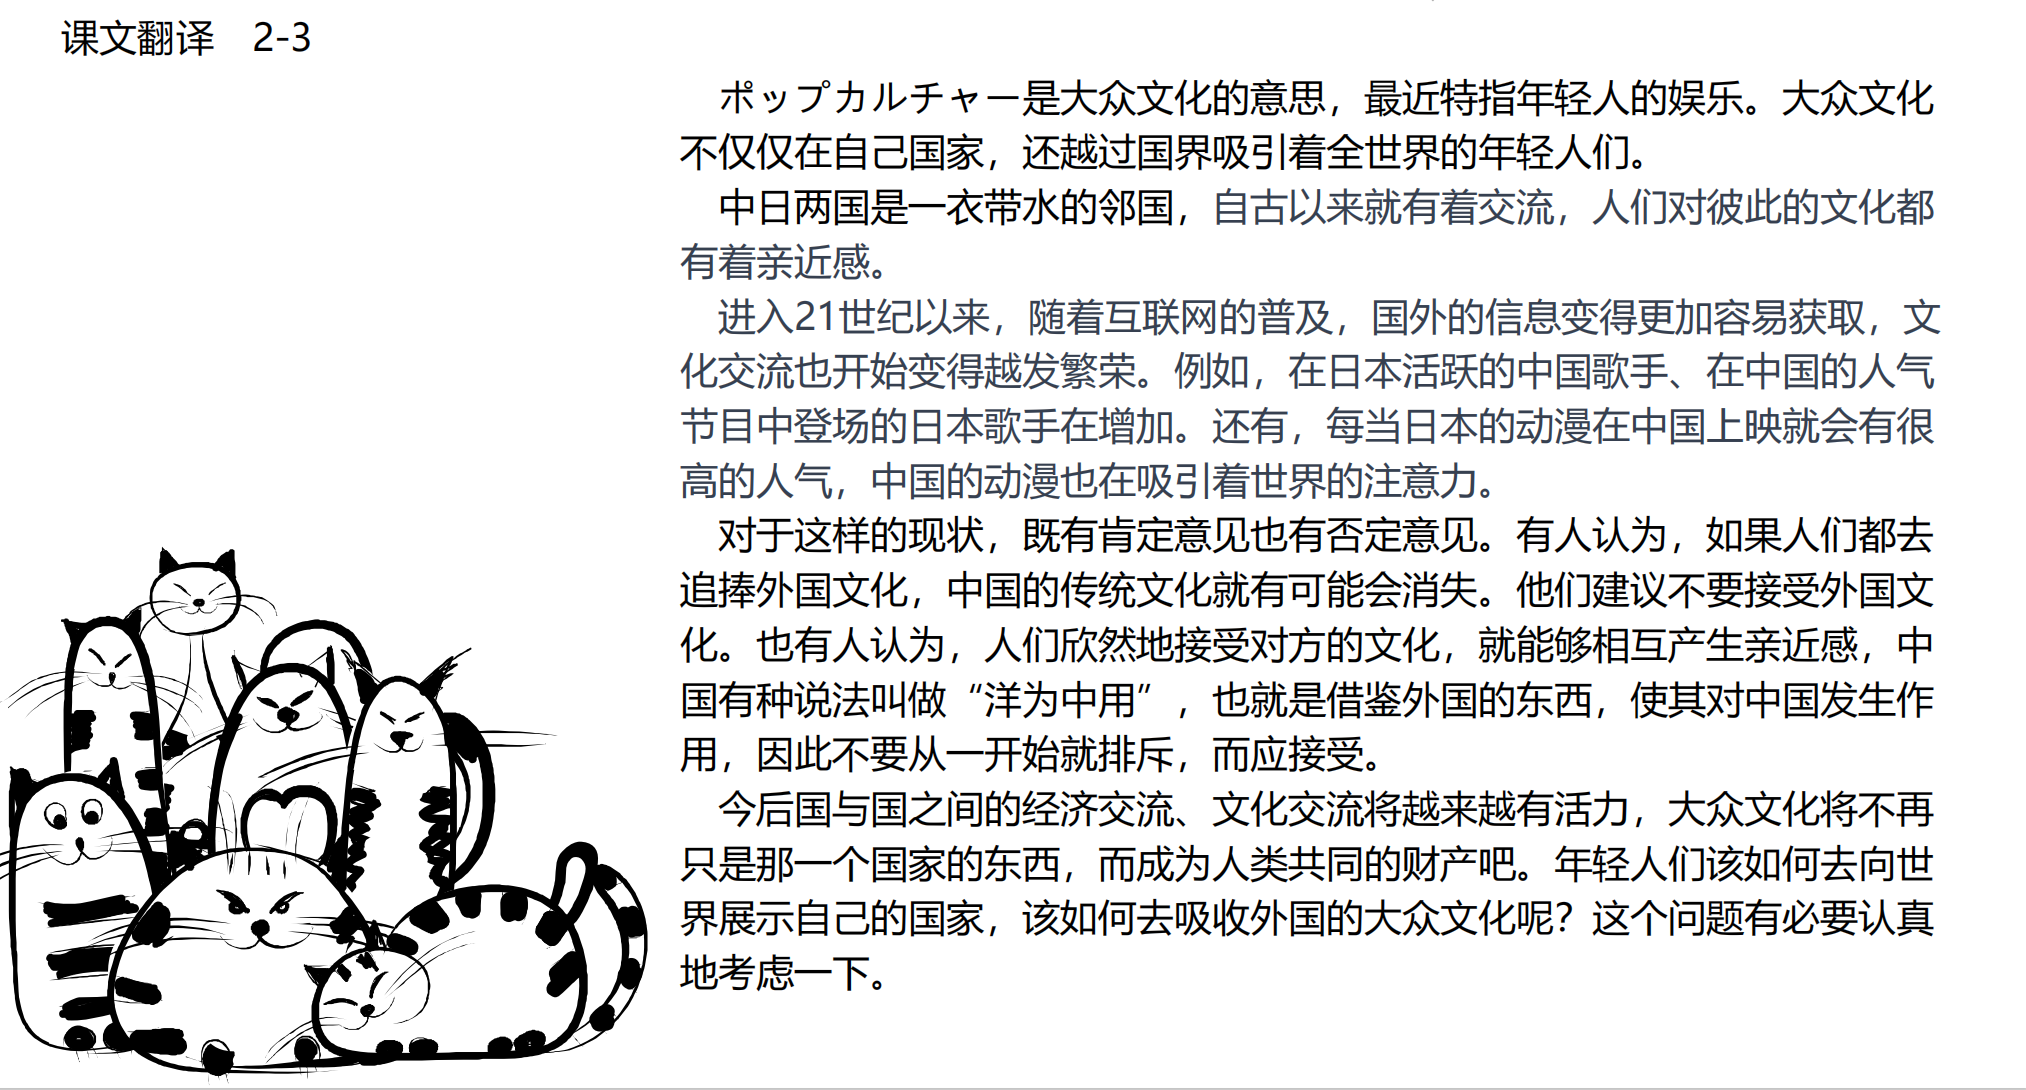 课文翻译　2-3
ポップカルチャー是大众文化的意思，最近特指年轻人的娱乐。大众文化
不仅仅在自己国家，还越过国界吸引着全世界的年轻人们。
中日两国是一衣带水的邻国，自古以来就有着交流，人们对彼此的文化都
有着亲近感。
进入21世纪以来，随着互联网的普及，国外的信息变得更加容易获取，文
化交流也开始变得越发繁荣。例如，在日本活跃的中国歌手、在中国的人气
节目中登场的日本歌手在增加。还有，每当日本的动漫在中国上映就会有很
高的人气，中国的动漫也在吸引着世界的注意力。
对于这样的现状，既有肯定意见也有否定意见。有人认为，如果人们都去
追捧外国文化，中国的传统文化就有可能会消失。他们建议不要接受外国文
化。也有人认为，人们欣然地接受对方的文化，就能够相互产生亲近感，中
国有种说法叫做“洋为中用”，也就是借鉴外国的东西，使其对中国发生作
用，因此不要从一开始就排斥，而应接受。
今后国与国之间的经济交流、文化交流将越来越有活力，大众文化将不再
只是那一个国家的东西，而成为人类共同的财产吧。年轻人们该如何去向世
界展示自己的国家，该如何去吸收外国的大众文化呢？这个问题有必要认真
地考虑一下。